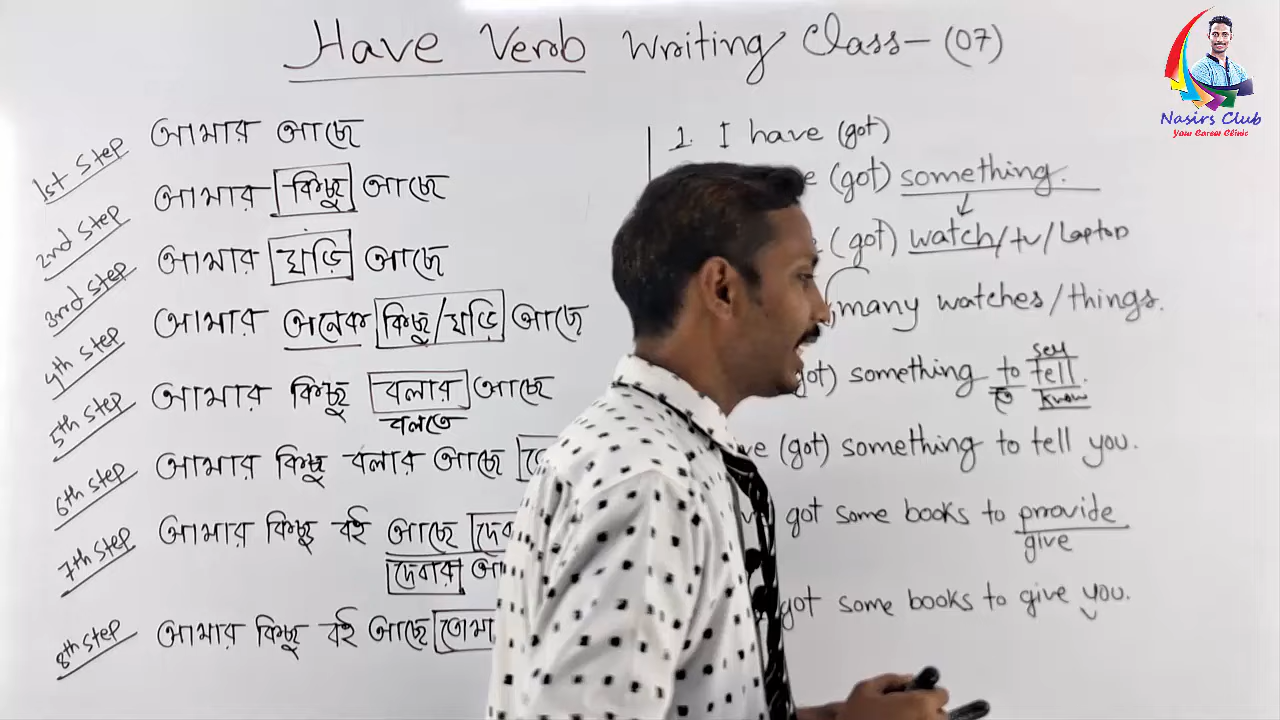 Have Verb Writing Class-(07)
Nasirs Club
Your Career Clinic
1st Step আমার আছে
2nd Step আমার কিছু আছে
3rd Step আমার ঘড়ি আছে
4th Step আমার অনেক কিছু/ঘড়ি আছে
5th Step আমার কিছু বলার আছে
বলতে
6th Step আমার কিছু বলার আছে
7th Step আমার কিছু বই আছে
দেবার
8th Step আমার কিছু বই আছে
1. I have (got)
(got) something.
(got) watch/tv/Laptop
many watches/things.
something to tell.
say
তে
know
(got) something to tell you.
got some books to provide
give
got some books to give you.